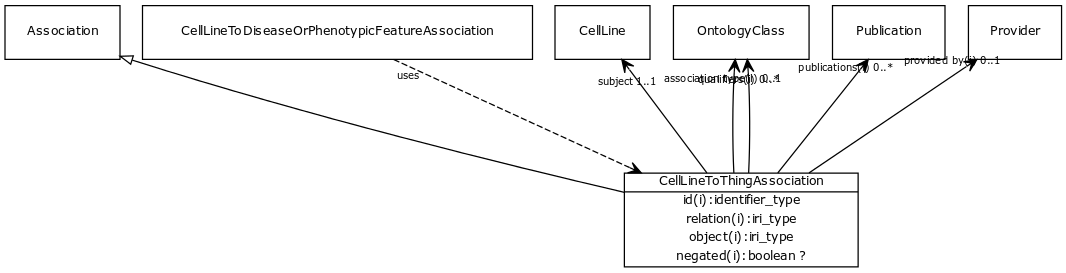 Association
CellLineToDiseaseOrPhenotypicFeatureAssociation
CellLine
OntologyClass
Publication
Provider
uses
subject 1..1
association type(i) 0..1
qualifiers(i) 0..*
publications(i) 0..*
provided by(i) 0..1
CellLineToThingAssociation
id(i):identifier_type
relation(i):iri_type
object(i):iri_type
negated(i):boolean ?